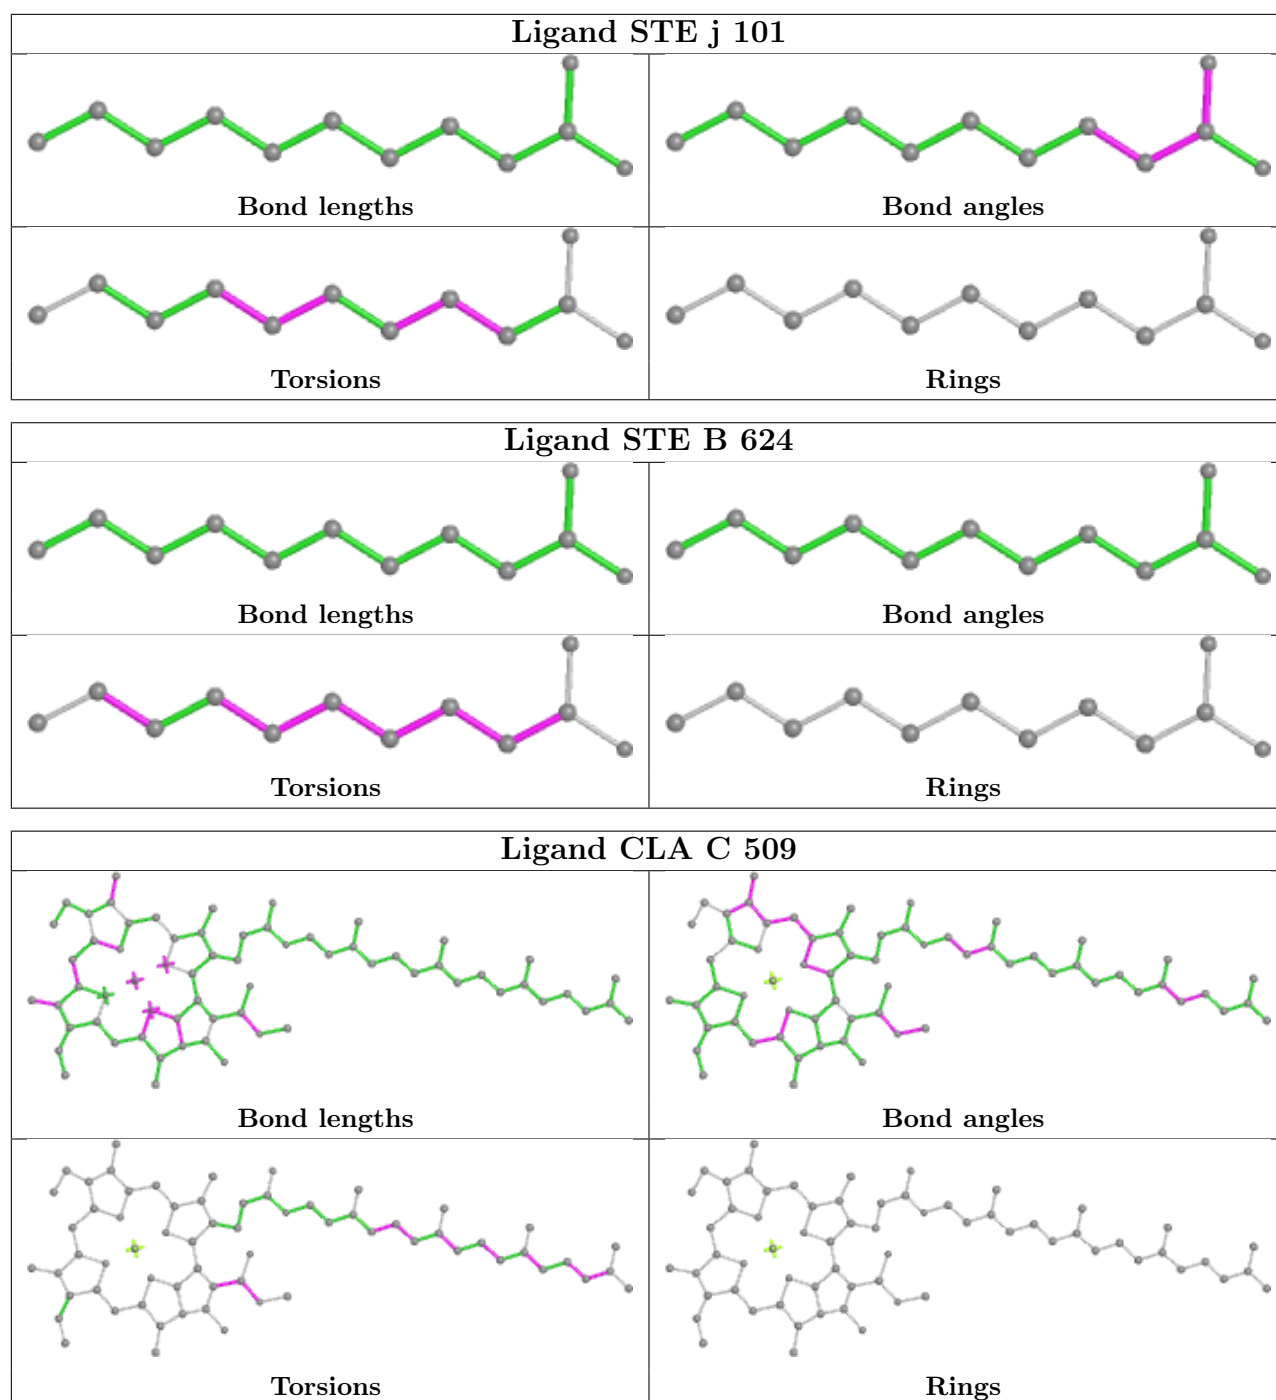 Ligand STE j 101
Bond lengths
Bond angles
Torsions
Rings
Ligand STE B 624
Bond lengths
Bond angles
Torsions
Rings
Ligand CLA C 509
Bond lengths
Bond angles
Torsions
Rings